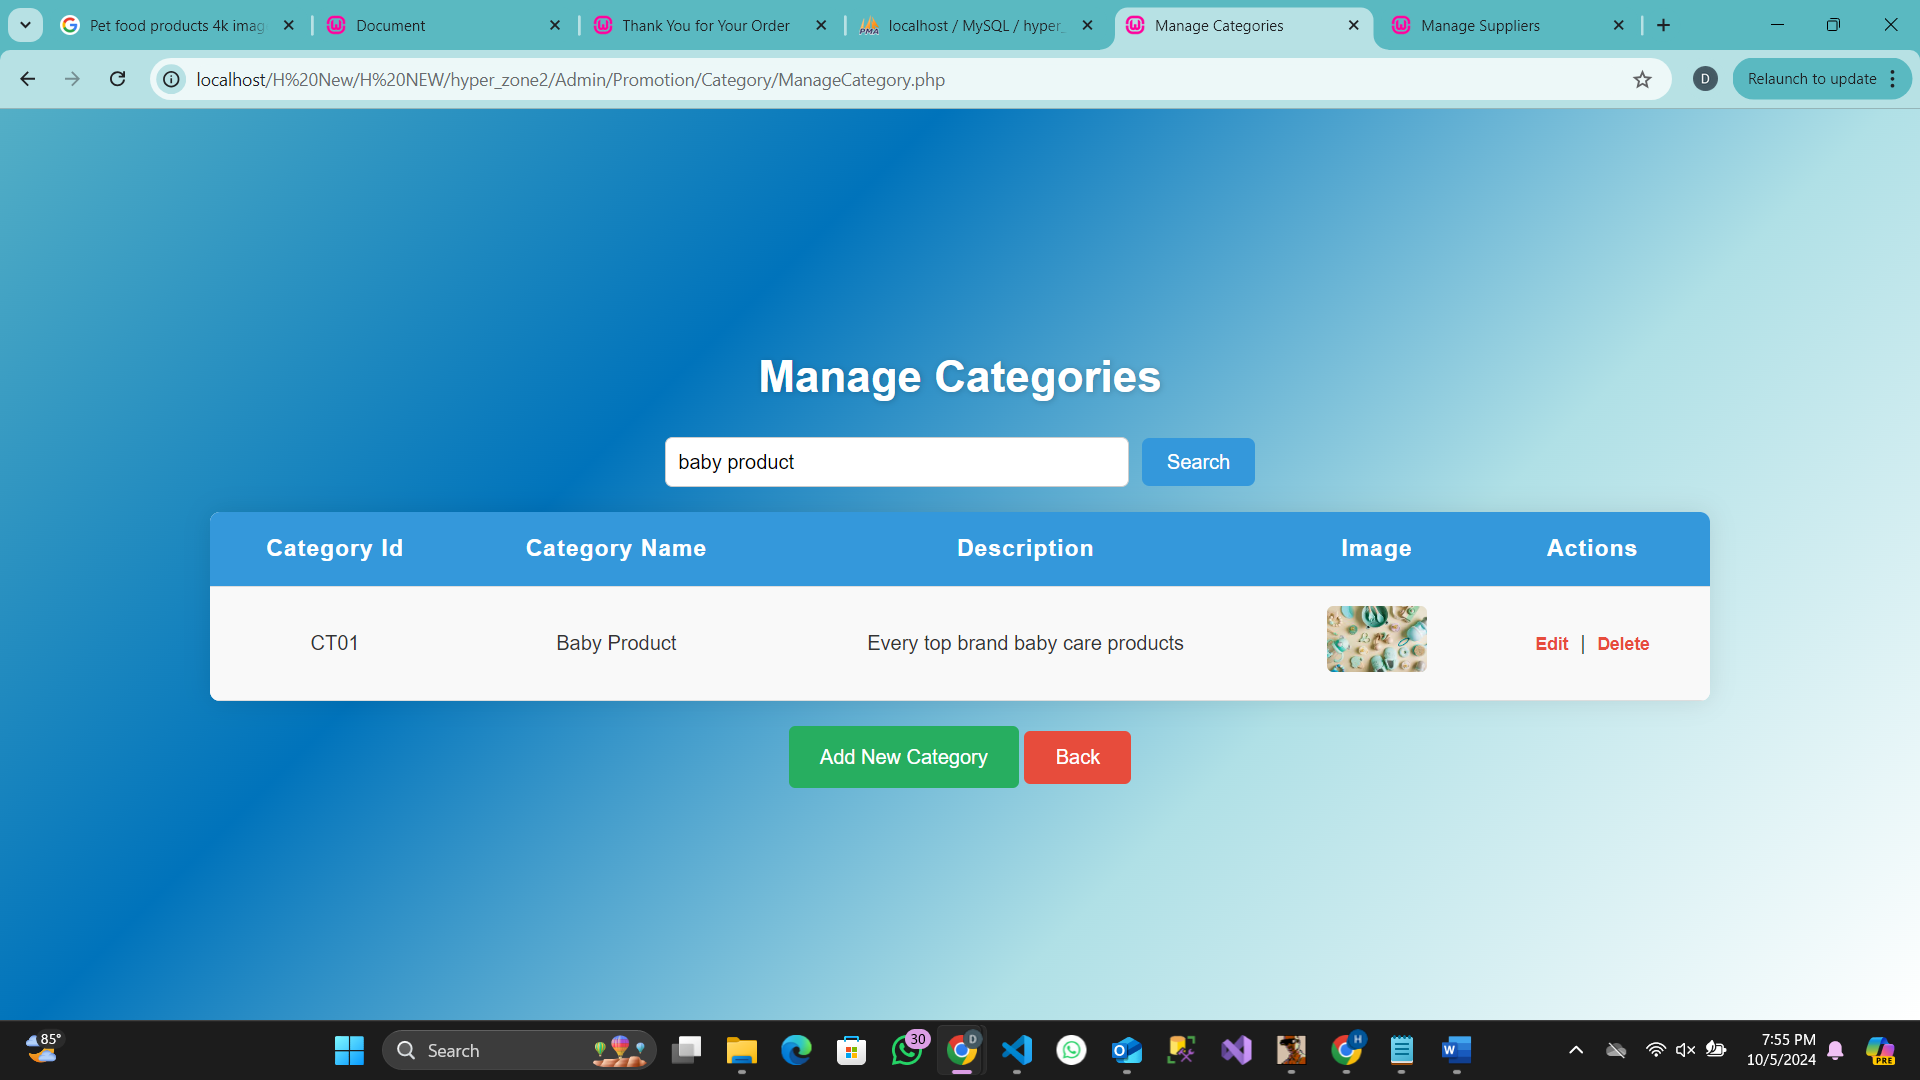 Pet food products 4k imag
Document
Thank You for Your Order
localhost / MySQL / hyper_
Manage Categories
Manage Suppliers
localhost/H%20New/H%20NEW/hyper_zone2/Admin/Promotion/Category/ManageCategory.php
D
Relaunch to update
Manage Categories
baby product
Search
Category Id Category Name Description Image Actions
CT01 Baby Product Every top brand baby care products Edit | Delete
Add New Category
Back
85°
Search
30
D
H
7:55 PM
10/5/2024
PRE